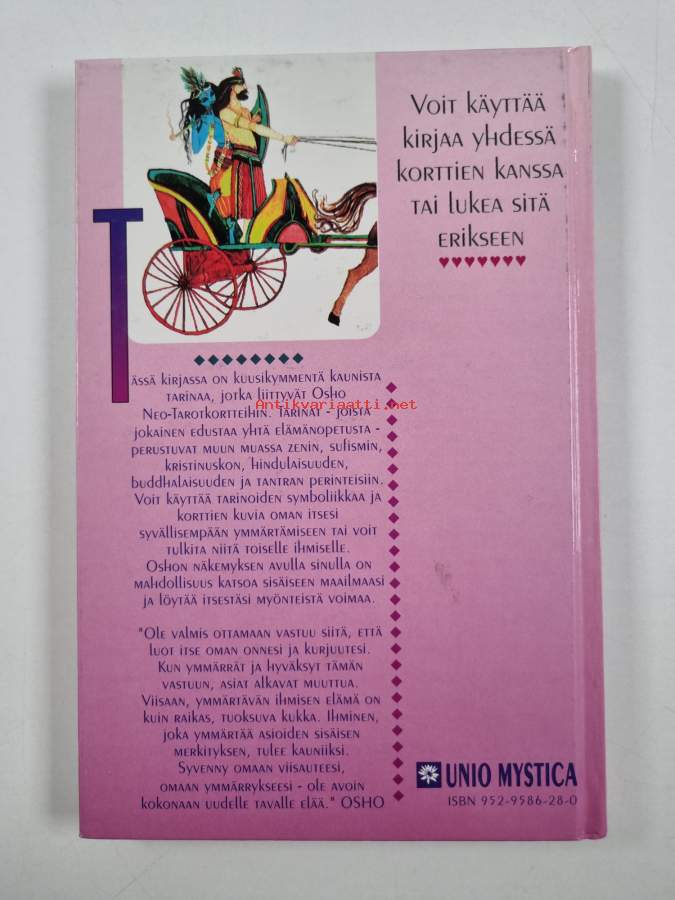 Voit käyttää
kirjaa yhdessä
korttien kanssa
tai lukea sitä
erikseen
Tässä kirjassa on kuusikymmentä kaunista
tarinaa, jotka liittyvät Osho
Antikvariaatti.net
Neo-Tarotkortteihin. Tarinat - joista
jokainen edustaa yhtä elämänopetusta -
perustuvat muun muassa zenin, sufismin,
kristinuskon, hindulaisuuden,
buddhalaisuuden ja tantran perinteisiin.
Voit käyttää tarinoiden symboliikkaa ja
korttien kuvia oman itsesi
syvällisempään ymmärtämiseen tai voit
tulkita niitä toiselle ihmiselle.
Oshon näkemyksen avulla sinulla on
mahdollisuus katsoa sisäiseen maailmaasi
ja löytää itsestäsi myönteistä voimaa.
"Ole valmis ottamaan vastuu siitä, että
luot itse oman onnesi ja kurjuutesi.
Kun ymmärrät ja hyväksyt tämän
vastuun, asiat alkavat muuttua.
Viisaan, ymmärtävän ihmisen elämä on
kuin raikas, tuoksuva kukka. Ihminen,
joka ymmärtää asioiden sisäisen
merkityksen, tulee kauniiksi.
Syvenny omaan viisauteesi,
omaan ymmärrykseesi - ole avoin
kokonaan uudelle tavalle elää." OSHO
UNIO MYSTICA
ISBN 952-9586-28-0